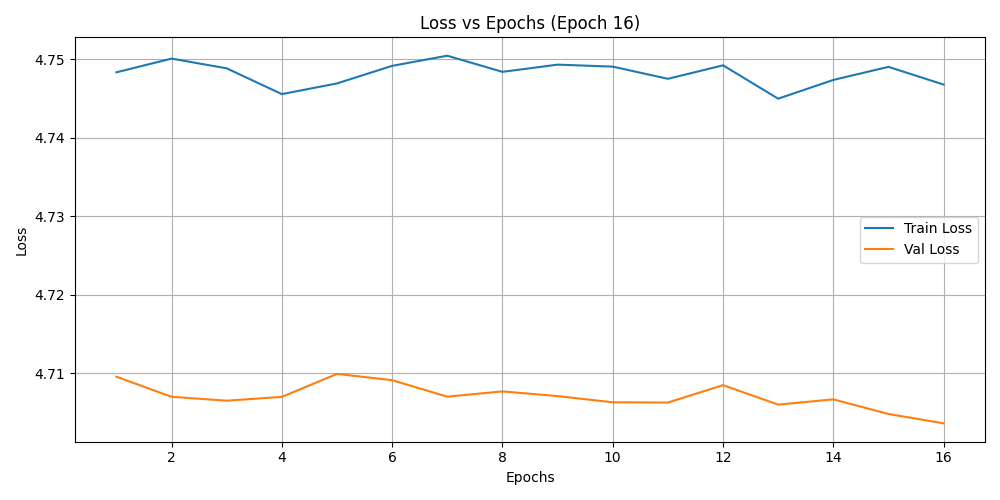 Loss vs Epochs (Epoch 16)
4.75
4.74
4.73
4.72
4.71
Loss
Train Loss
Val Loss
2 4 6 8 10 12 14 16
Epochs